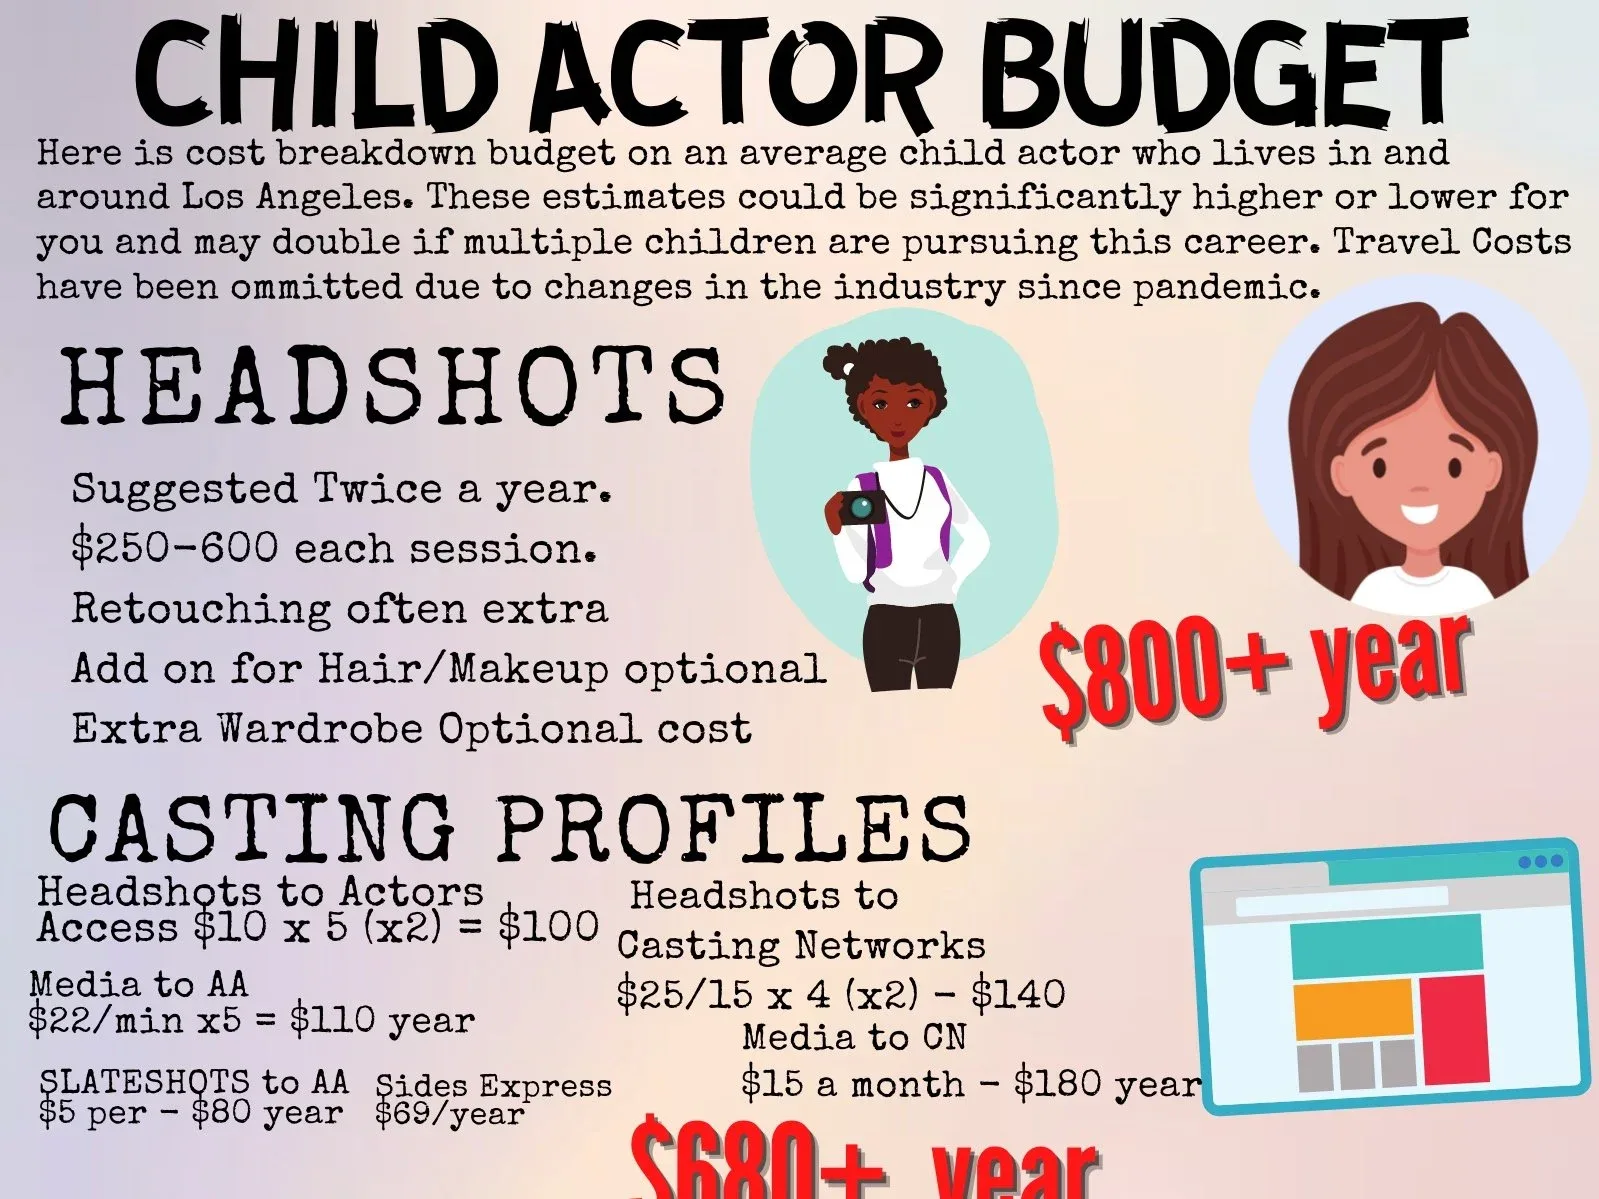 CHILD ACTOR BUDGET
Here is cost breakdown budget on an average child actor who lives in and
around Los Angeles. These estimates could be significantly higher or lower for
you and may double if multiple children are pursuing this career. Travel Costs
have been ommitted due to changes in the industry since pandemic.
HEADSHOTS
Suggested Twice a year.
$250-600 each session.
Retouching often extra
Add on for Hair/Makeup optional
Extra Wardrobe Optional cost
$800+ year
CASTING PROFILES
Headshots to Actors
Access $10 x 5 (x2) = $100
Media to AA
$22/min x5 = $110 year
SLATESHOTS to AA
$5 per - $80 year
Sides Express
$69/year
Headshots to
Casting Networks
$25/15 x 4 (x2) - $140
Media to CN
$15 a month - $180 year
$680+ year